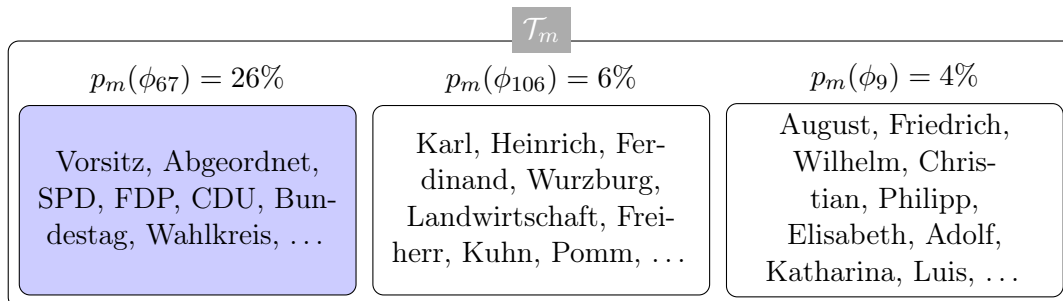 𝒯_m
p_m(ϕ_67) = 26%
Vorsitz, Abgeordnet,
SPD, FDP, CDU, Bun-
destag, Wahlkreis, …
p_m(ϕ_106) = 6%
Karl, Heinrich, Fer-
dinand, Wurzburg,
Landwirtschaft, Frei-
herr, Kuhn, Pomm, …
p_m(ϕ_9) = 4%
August, Friedrich,
Wilhelm, Chris-
tian, Philipp,
Elisabeth, Adolf,
Katharina, Luis, …